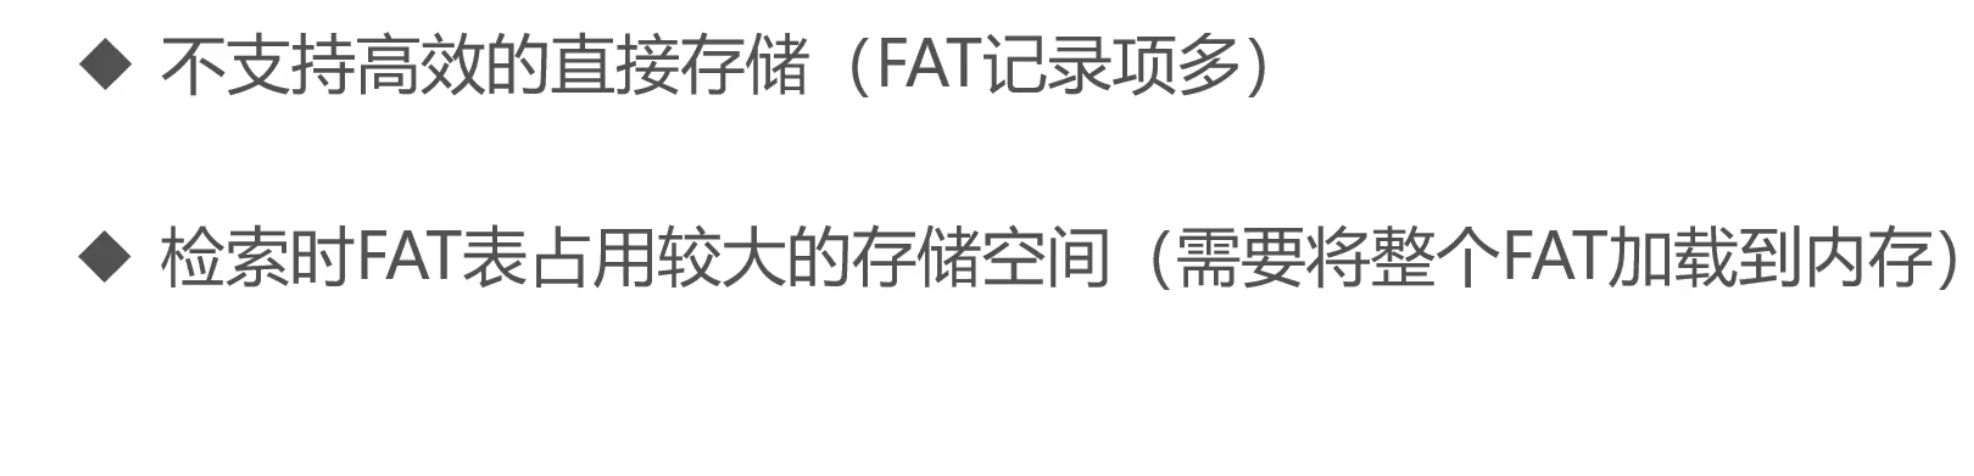 ◆ 不支持高效的直接存储（FAT记录项多）
◆ 检索时FAT表占用较大的存储空间（需要将整个FAT加载到内存）